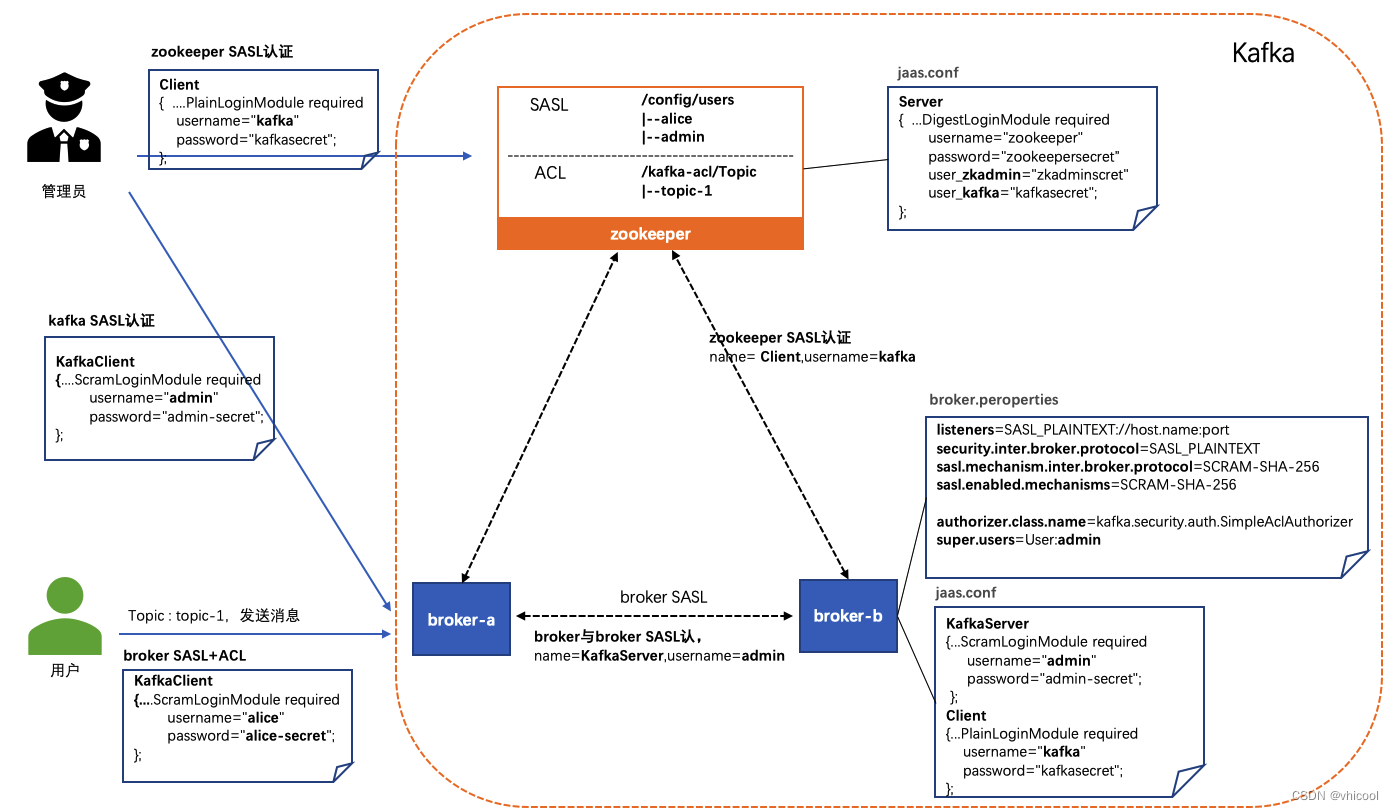 Kafka
zookeeper SASL认证
Client
{ ....PlainLoginModule required
username="kafka"
password="kafkasecret";
};
管理员
SASL
/config/users
|--alice
|--admin
ACL
/kafka-acl/Topic
|--topic-1
zookeeper
jaas.conf
Server
{ ...DigestLoginModule required
username="zookeeper"
password="zookeepersecret"
user_zkadmin="zkadminscret"
user_kafka="kafkasecret";
};
kafka SASL认证
KafkaClient
{....ScramLoginModule required
username="admin"
password="admin-secret";
};
zookeeper SASL认证
name= Client,username=kafka
broker.peroperties
listeners=SASL_PLAINTEXT://host.name:port
security.inter.broker.protocol=SASL_PLAINTEXT
sasl.mechanism.inter.broker.protocol=SCRAM-SHA-256
sasl.enabled.mechanisms=SCRAM-SHA-256
authorizer.class.name=kafka.security.auth.SimpleAclAuthorizer
super.users=User:admin
用户
Topic : topic-1，发送消息
broker SASL+ACL
KafkaClient
{....ScramLoginModule required
username="alice"
password="alice-secret";
};
broker-a
broker SASL
broker与broker SASL认，
name=KafkaServer,username=admin
broker-b
jaas.conf
KafkaServer
{...ScramLoginModule required
username="admin"
password="admin-secret";
};
Client
{...PlainLoginModule required
username="kafka"
password="kafkasecret";
};
CSDN @vhicool